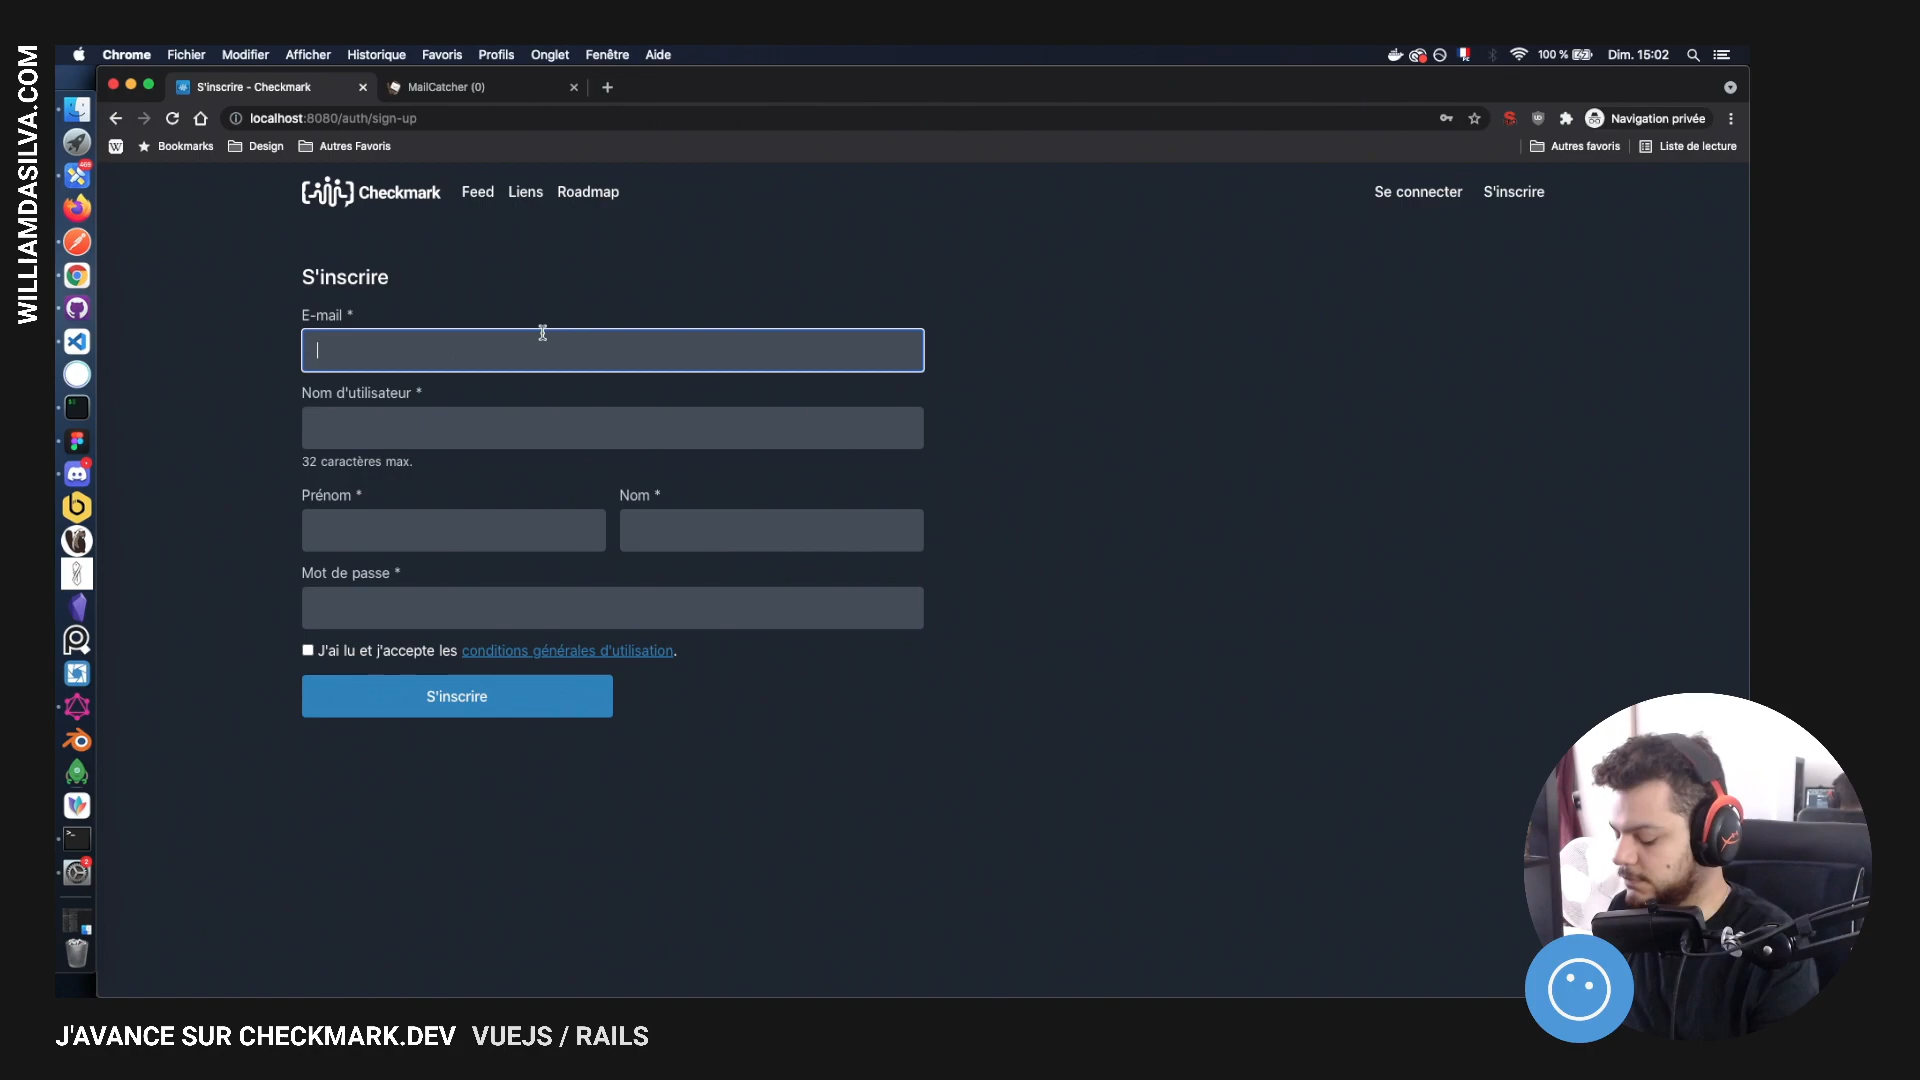 WILLIAMDASILVA.COM
Chrome Fichier Modifier Afficher Historique Favoris Profils Onglet Fenêtre Aide 100 % Dim. 15:02
S'inscrire - Checkmark MailCatcher (0)
localhost:8080/auth/sign-up Navigation privée
Bookmarks Design Autres Favoris Autres favoris Liste de lecture
Checkmark Feed Liens Roadmap Se connecter S'inscrire
S'inscrire
E-mail *
Nom d'utilisateur *
32 caractères max.
Prénom * Nom *
Mot de passe *
J'ai lu et j'accepte les conditions générales d'utilisation.
S'inscrire
J'AVANCE SUR CHECKMARK.DEV VUEJS / RAILS